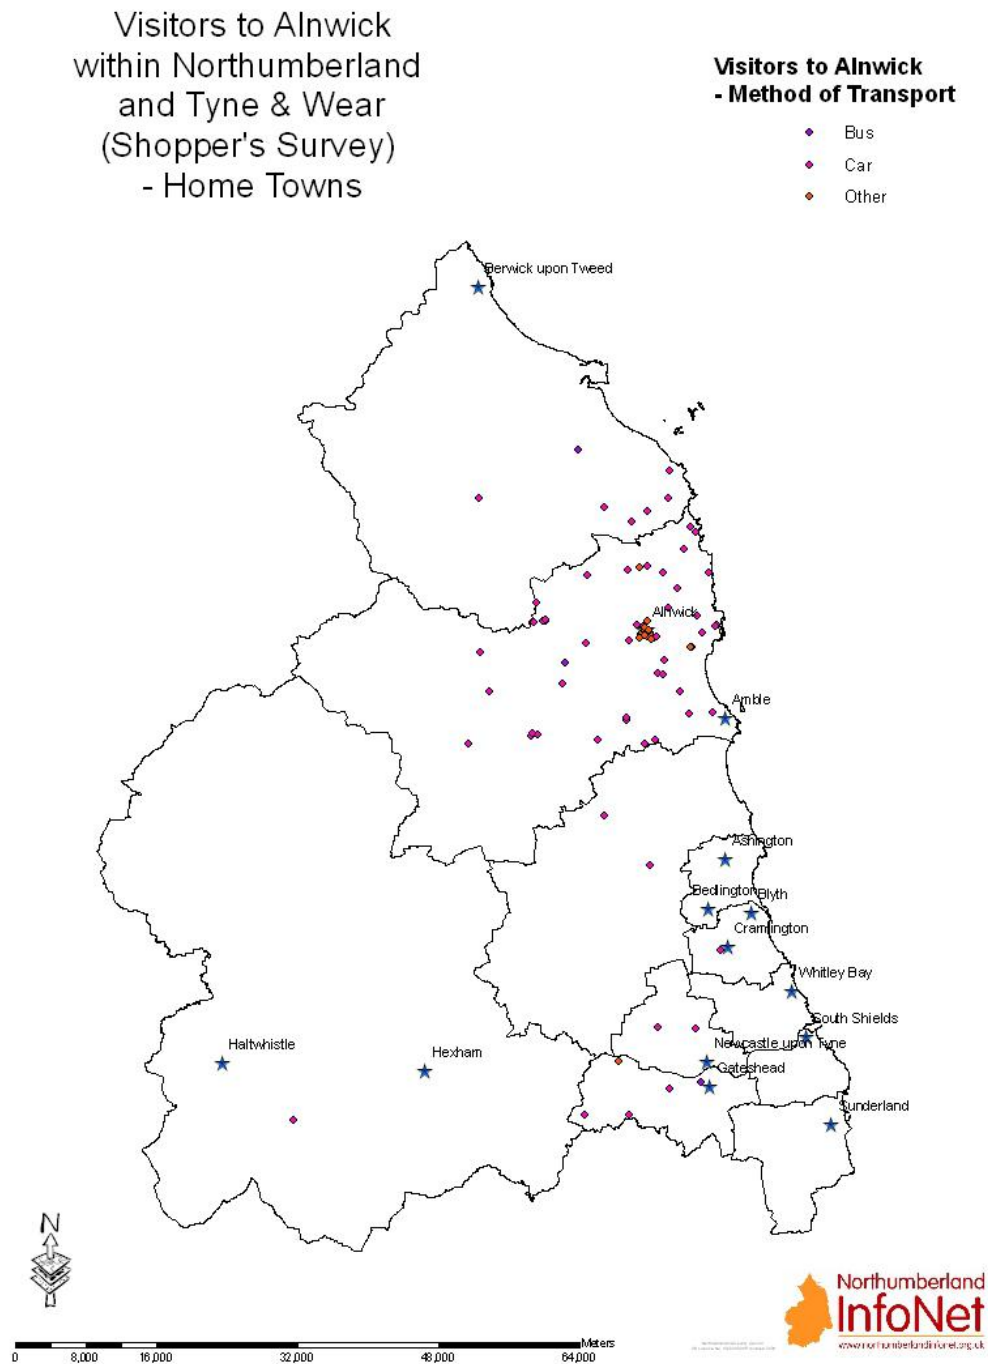 Visitors to Alnwick
within Northumberland
and Tyne & Wear
(Shopper's Survey)
- Home Towns
Visitors to Alnwick
- Method of Transport
Bus
Car
Other
Berwick upon Tweed
Alnwick
Amble
Ashington
Bedlington
Blyth
Cramlington
Whitley Bay
South Shields
Newcastle upon Tyne
Gateshead
Haltwhistle
Hexham
Sunderland
N
Northumberland
InfoNet
www.northumberlandinfonet.org.uk
Meters
0 8,000 16,000 32,000 48,000 64,000